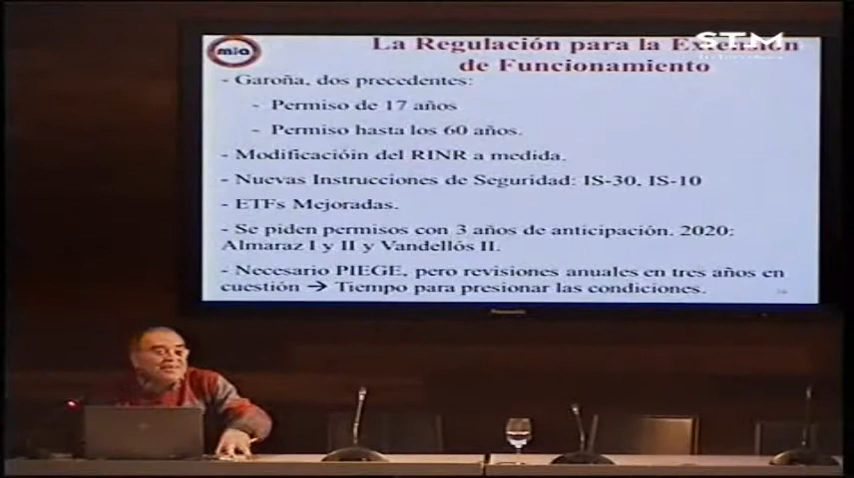 STM
mia
La Regulación para la Extensión
de Funcionamiento
- Garoña, dos precedentes:
- Permiso de 17 años
- Permiso hasta los 60 años.
- Modificacióin del RINR a medida.
- Nuevas Instrucciones de Seguridad: IS-30, IS-10
- ETFs Mejoradas.
- Se piden permisos con 3 años de anticipación. 2020:
Almaraz I y II y Vandellós II.
- Necesario PIEGE, pero revisiones anuales en tres años en
cuestión → Tiempo para presionar las condiciones.
Panasonic